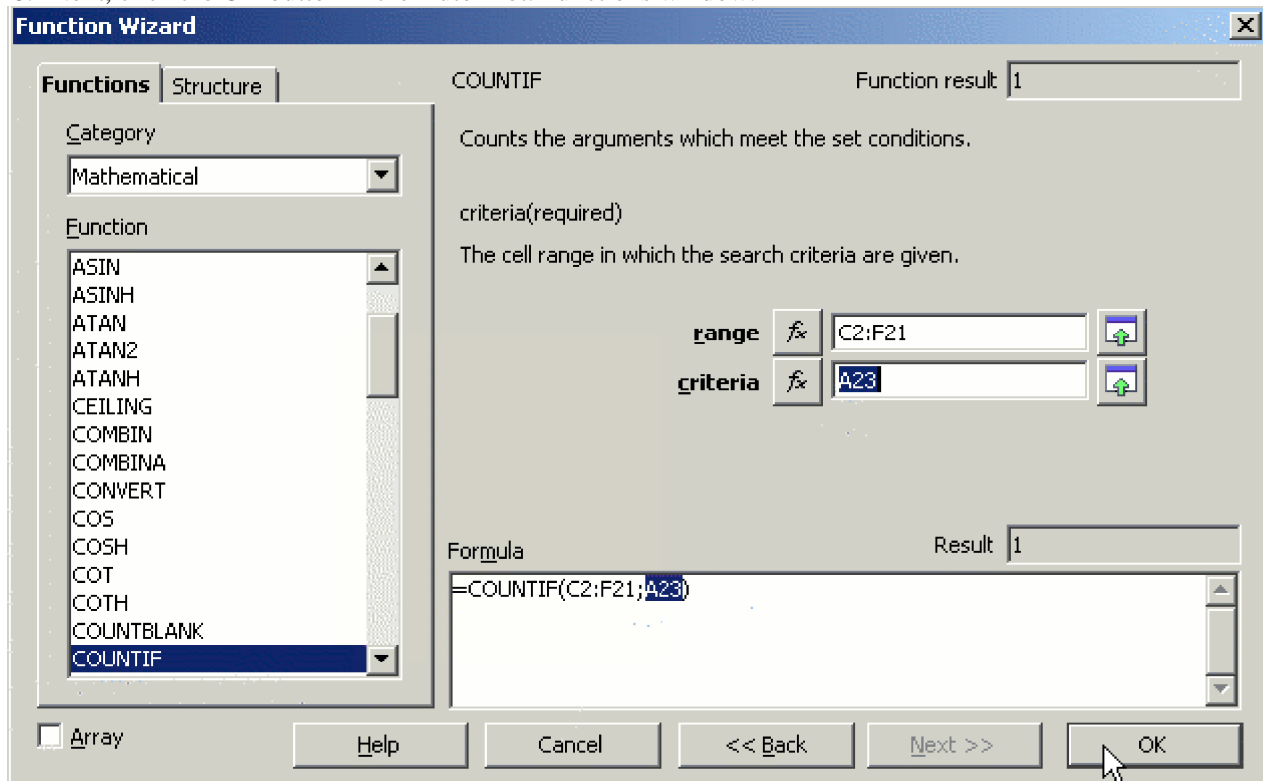 Function Wizard
Functions Structure
Category
Mathematical
Function
ASIN
ASINH
ATAN
ATAN2
ATANH
CEILING
COMBIN
COMBINA
CONVERT
COS
COSH
COT
COTH
COUNTBLANK
COUNTIF
COUNTIF Function result 1
Counts the arguments which meet the set conditions.
criteria(required)
The cell range in which the search criteria are given.
range fx C2:F21
criteria fx A23
Formula Result 1
=COUNTIF(C2:F21;A23)
Array Help Cancel << Back Next >> OK